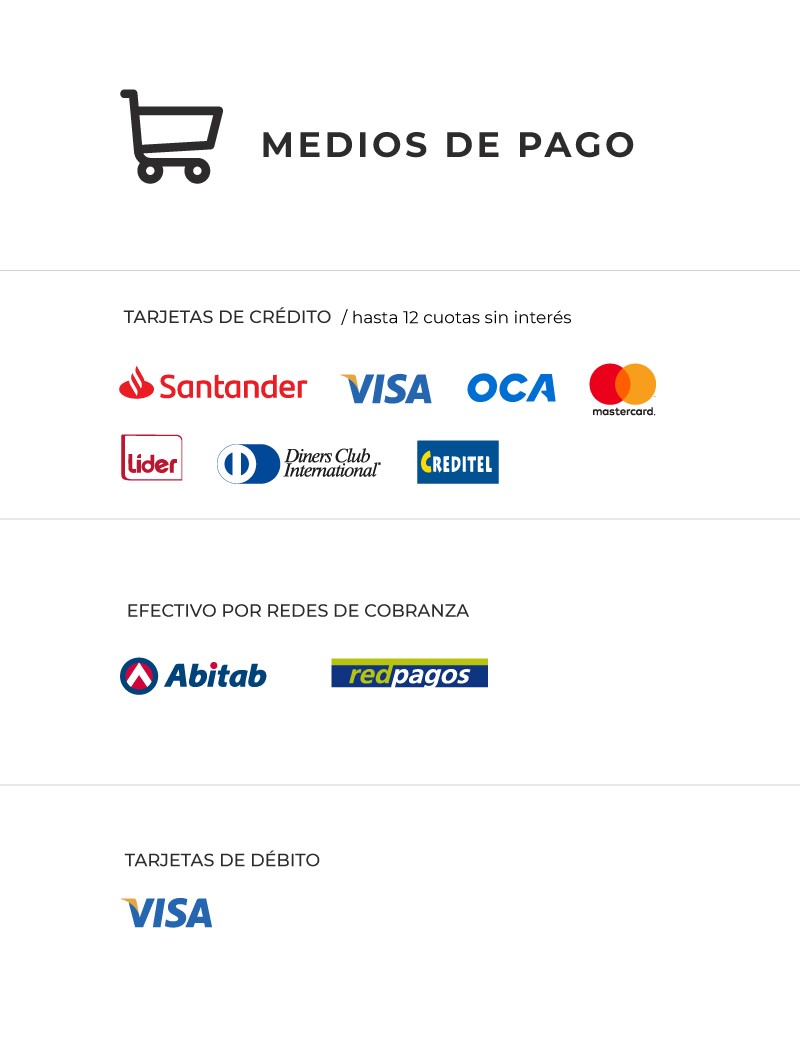 MEDIOS DE PAGO
TARJETAS DE CRÉDITO / hasta 12 cuotas sin interés
Santander VISA OCA mastercard.
Líder Diners Club International® CREDITEL
EFECTIVO POR REDES DE COBRANZA
Abitab redpagos
TARJETAS DE DÉBITO
VISA